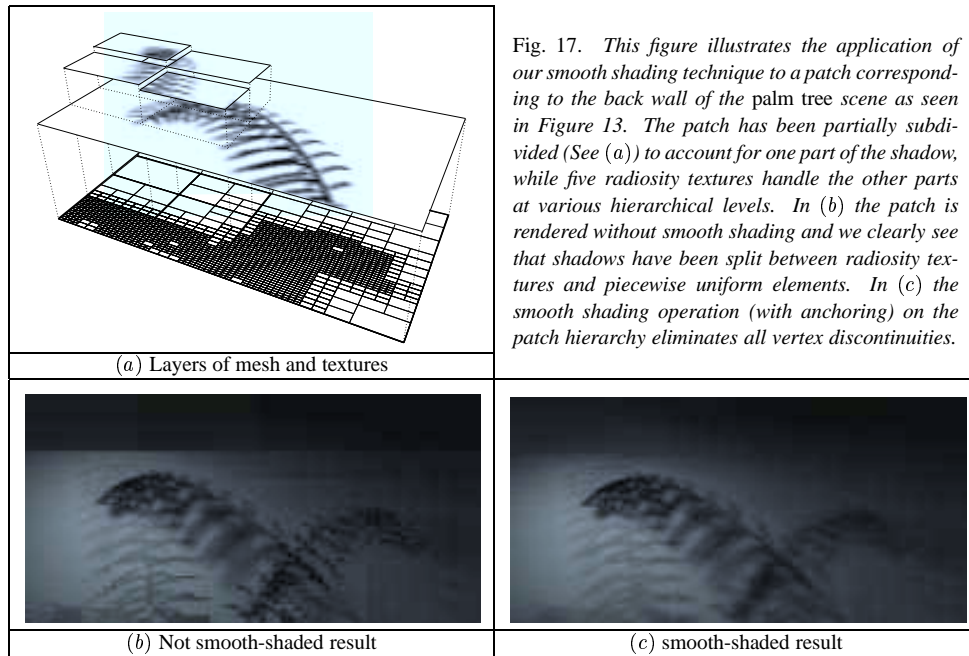 Fig. 17. This figure illustrates the application of
our smooth shading technique to a patch correspond-
ing to the back wall of the palm tree scene as seen
in Figure 13. The patch has been partially subdi-
vided (See (a)) to account for one part of the shadow,
while five radiosity textures handle the other parts
at various hierarchical levels. In (b) the patch is
rendered without smooth shading and we clearly see
that shadows have been split between radiosity tex-
tures and piecewise uniform elements. In (c) the
smooth shading operation (with anchoring) on the
patch hierarchy eliminates all vertex discontinuities.
(a) Layers of mesh and textures
(b) Not smooth-shaded result
(c) smooth-shaded result